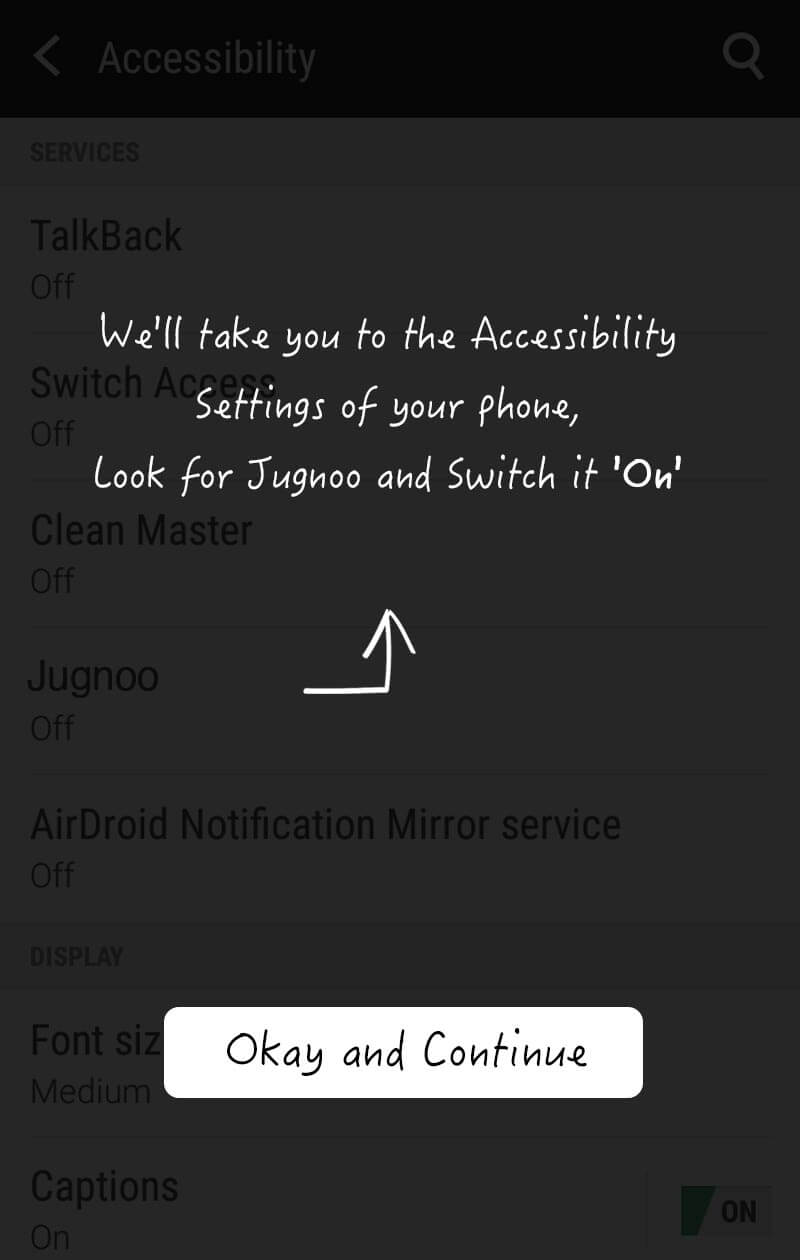 Accessibility
SERVICES
TalkBack
Off
We'll take you to the Accessibility
Switch Access
Settings of your phone,
Off
Look for Jugnoo and Switch it 'On'
Clean Master
Off
Jugnoo
Off
AirDroid Notification Mirror service
Off
DISPLAY
Font siz
Okay and Continue
Medium
Captions
On
ON